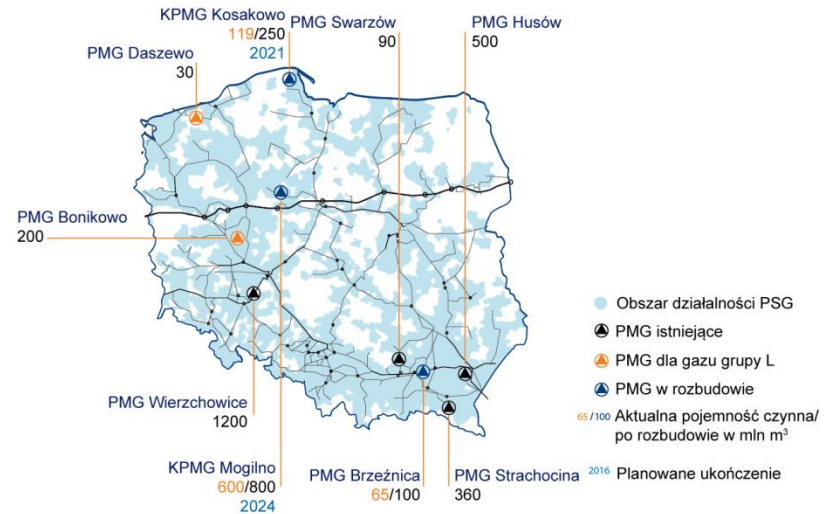 KPMG Kosakowo
119/250
2021
PMG Swarzów
90
PMG Husów
500
PMG Daszewo
30
PMG Bonikowo
200
PMG Wierzchowice
1200
KPMG Mogilno
600/800
2024
PMG Brzeźnica
65/100
PMG Strachocina
360
Obszar działalności PSG
PMG istniejące
PMG dla gazu grupy L
PMG w rozbudowie
65/100 Aktualna pojemność czynna/
po rozbudowie w mln m³
2016 Planowane ukończenie